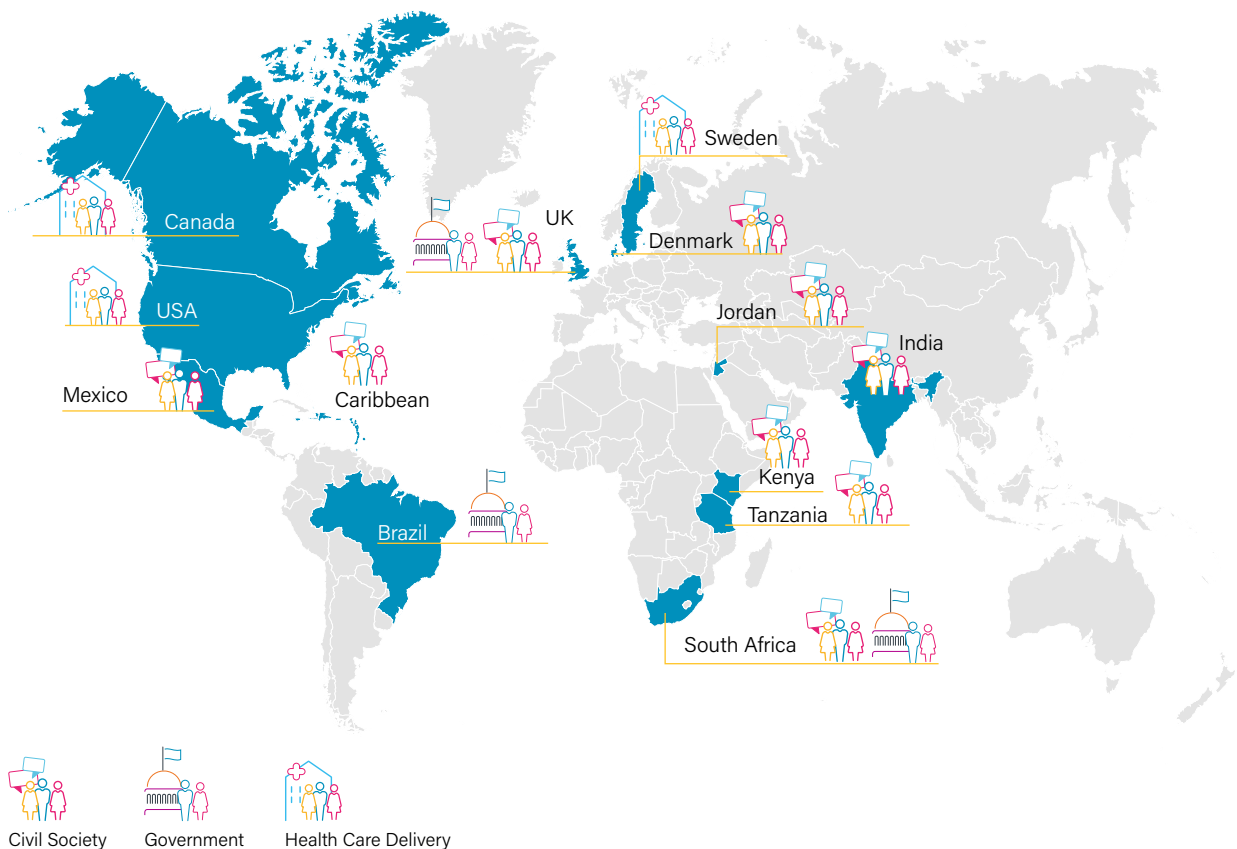 Sweden
Canada
UK
Denmark
USA
Jordan
India
Mexico
Caribbean
Kenya
Tanzania
Brazil
South Africa
Civil Society
Government
Health Care Delivery